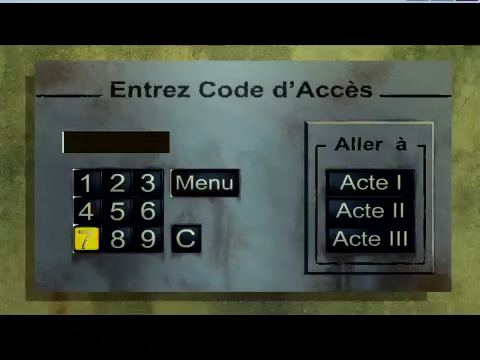 Entrez Code d'Accès
Aller à
1 2 3 Menu
Acte I
4 5 6
Acte II
7 8 9 C
Acte III